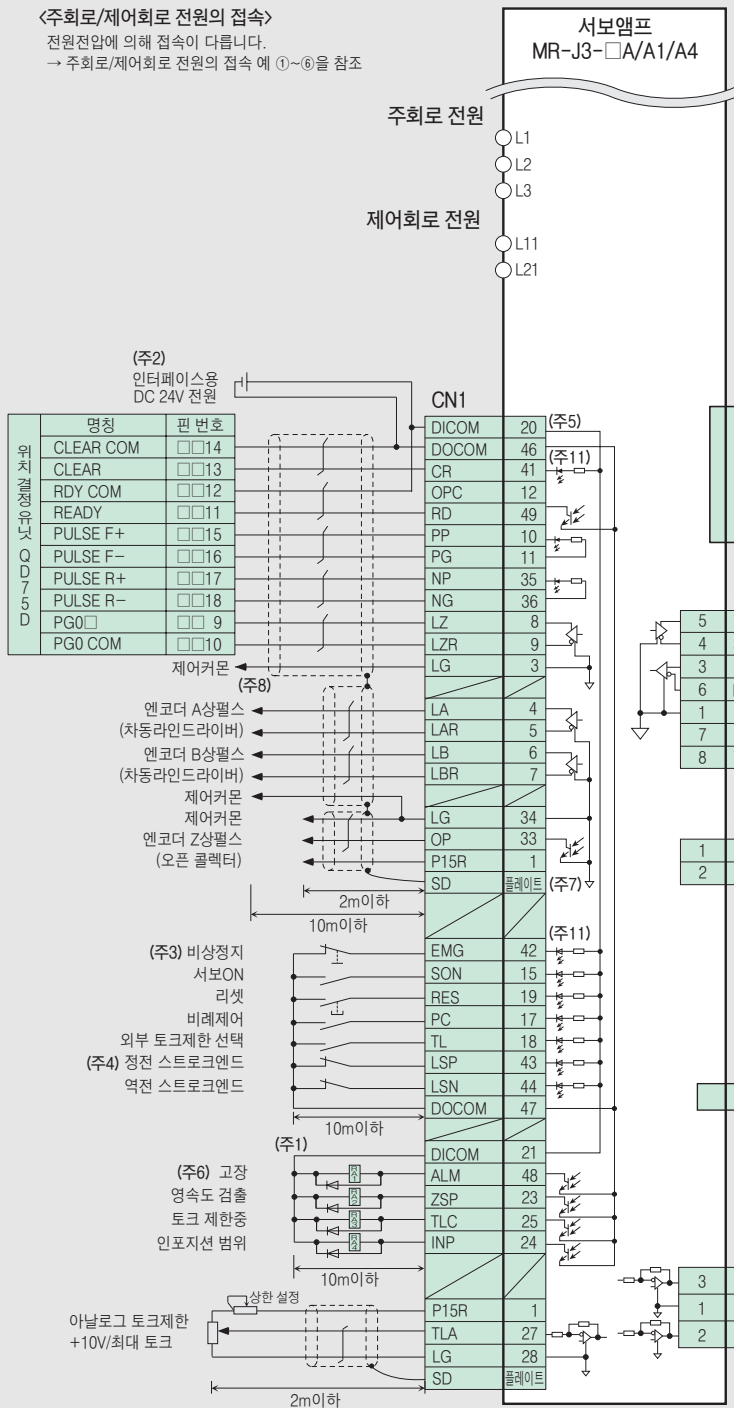 <주회로/제어회로 전원의 접속>
전원전압에 의해 접속이 다릅니다.
→ 주회로/제어회로 전원의 접속 예 ①~⑥을 참조
서보앰프
MR-J3-□A/A1/A4
주회로 전원
L1
L2
L3
제어회로 전원
L11
L21
(주2)
인터페이스용
DC 24V 전원
CN1
위치 결정유닛 QD75D
명칭 핀 번호
CLEAR COM □□14
CLEAR □□13
RDY COM □□12
READY □□11
PULSE F+ □□15
PULSE F− □□16
PULSE R+ □□17
PULSE R− □□18
PG0□ □□ 9
PG0 COM □□10
DICOM 20 (주5)
DOCOM 46
CR 41 (주11)
OPC 12
RD 49
PP 10
PG 11
NP 35
NG 36
LZ 8
LZR 9
제어커몬 LG 3
(주8)
엔코더 A상펄스 LA 4
(차동라인드라이버) LAR 5
엔코더 B상펄스 LB 6
(차동라인드라이버) LBR 7
제어커몬
제어커몬 LG 34
엔코더 Z상펄스 OP 33
(오픈 콜렉터) P15R 1
SD 플레이트 (주7)
2m이하
10m이하
(주11)
(주3) 비상정지 EMG 42
서보ON SON 15
리셋 RES 19
비례제어 PC 17
외부 토크제한 선택 TL 18
(주4) 정전 스트로크엔드 LSP 43
역전 스트로크엔드 LSN 44
DOCOM 47
10m이하
(주1)
DICOM 21
(주6) 고장 RA1 ALM 48
영속도 검출 RA2 ZSP 23
토크 제한중 RA3 TLC 25
인포지션 범위 RA4 INP 24
10m이하
상한 설정
P15R 1
아날로그 토크제한
+10V/최대 토크
TLA 27
LG 28
SD 플레이트
2m이하
5
4
3
6
1
7
8
1
2
3
1
2